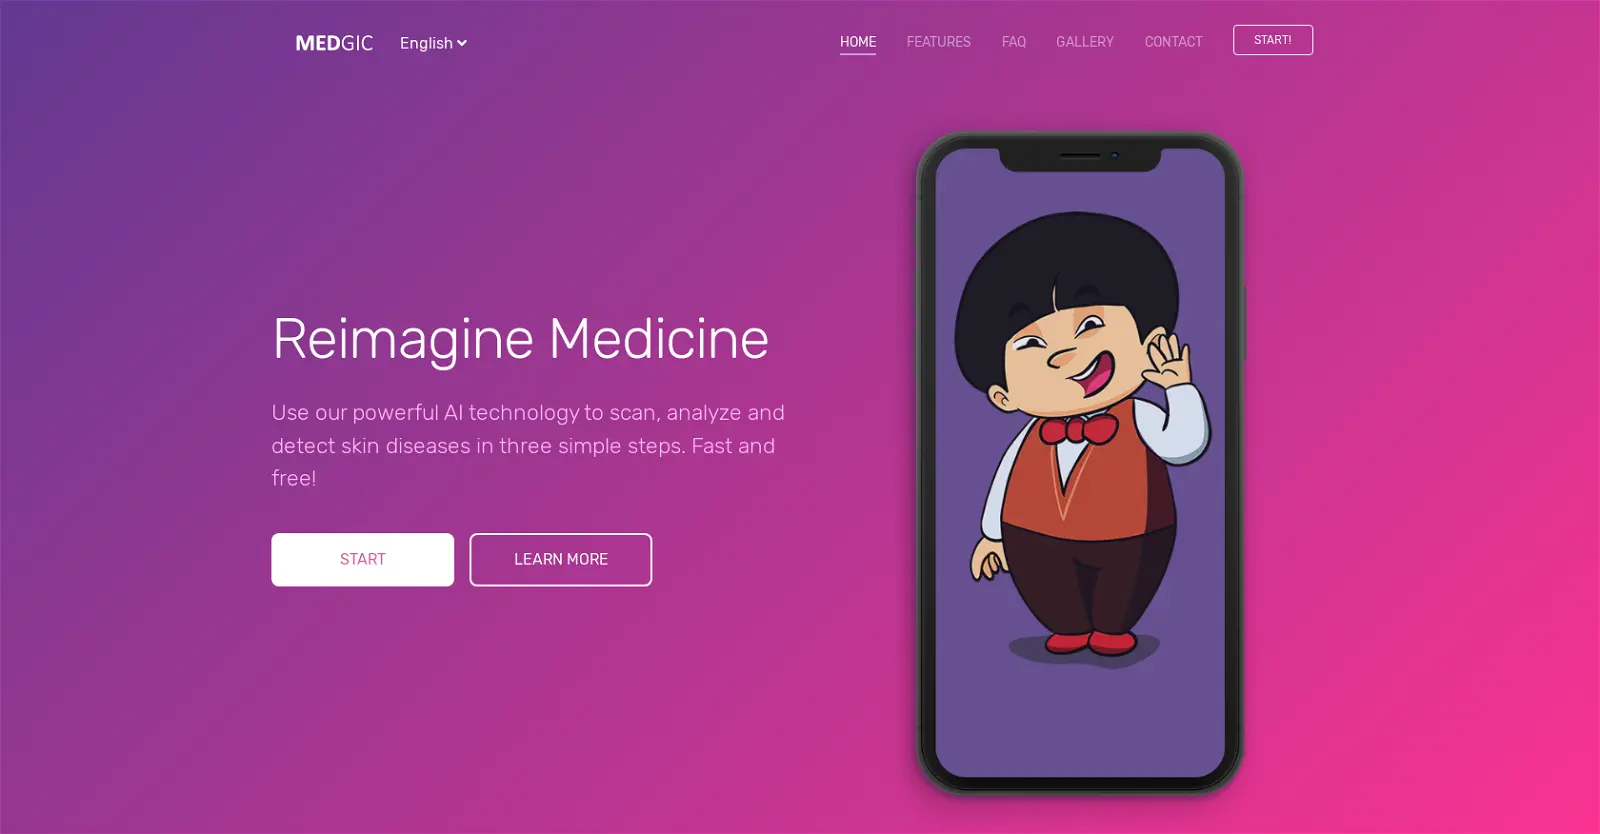 MEDGIC
English
HOME
FEATURES
FAQ
GALLERY
CONTACT
START!
Reimagine Medicine
Use our powerful AI technology to scan, analyze and
detect skin diseases in three simple steps. Fast and
free!
START
LEARN MORE